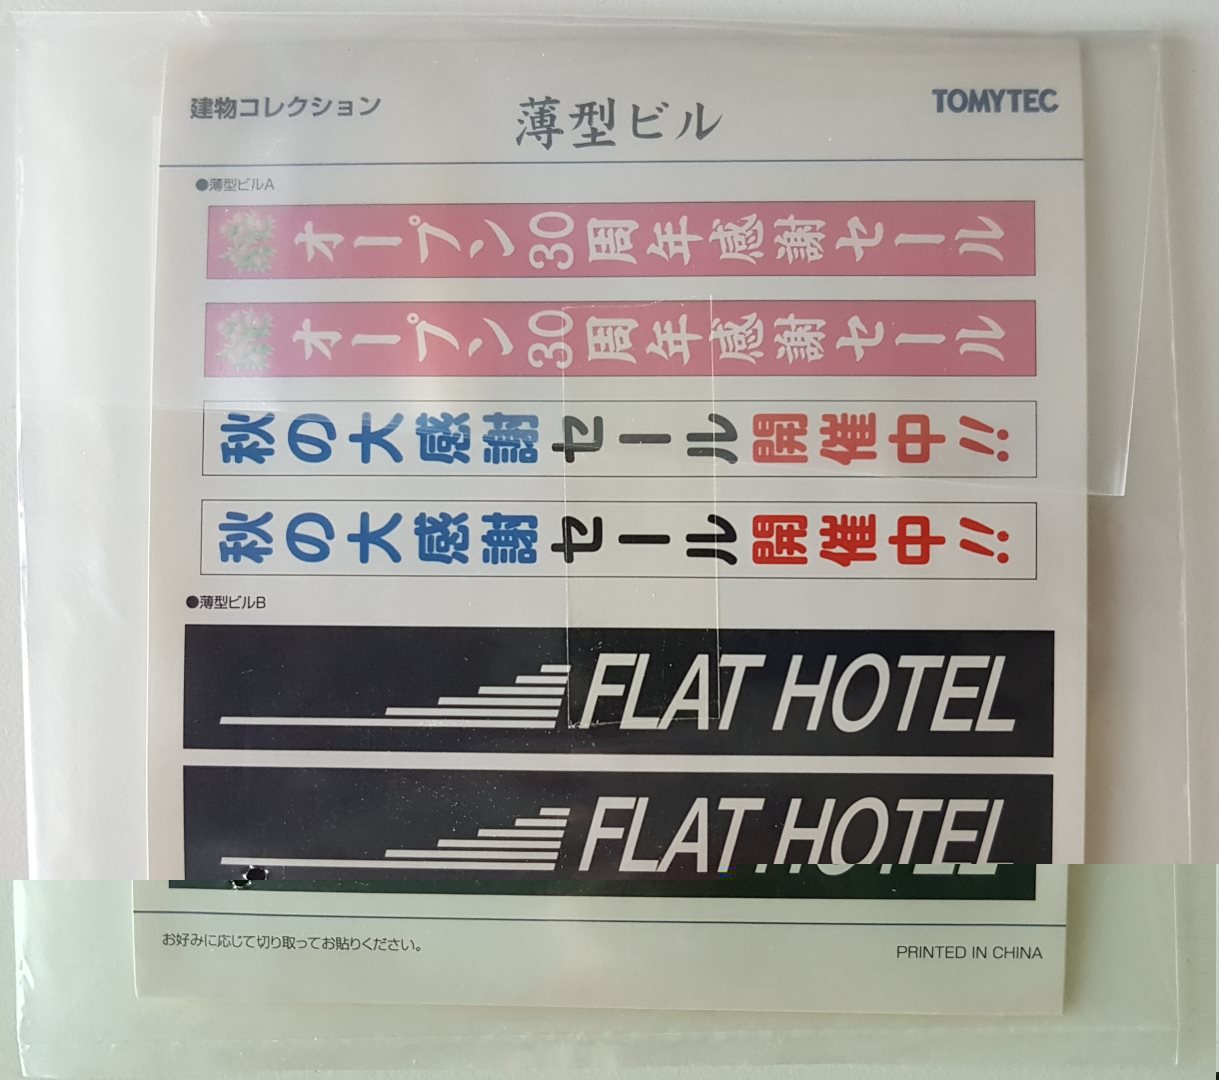 建物コレクション
薄型ビル
TOMYTEC
●薄型ビルA
オープン30周年感謝セール
オープン30周年感謝セール
秋の大感謝セール開催中!!
秋の大感謝セール開催中!!
●薄型ビルB
FLAT HOTEL
FLAT HOTEL
お好みに応じて切り取ってお貼りください。
PRINTED IN CHINA